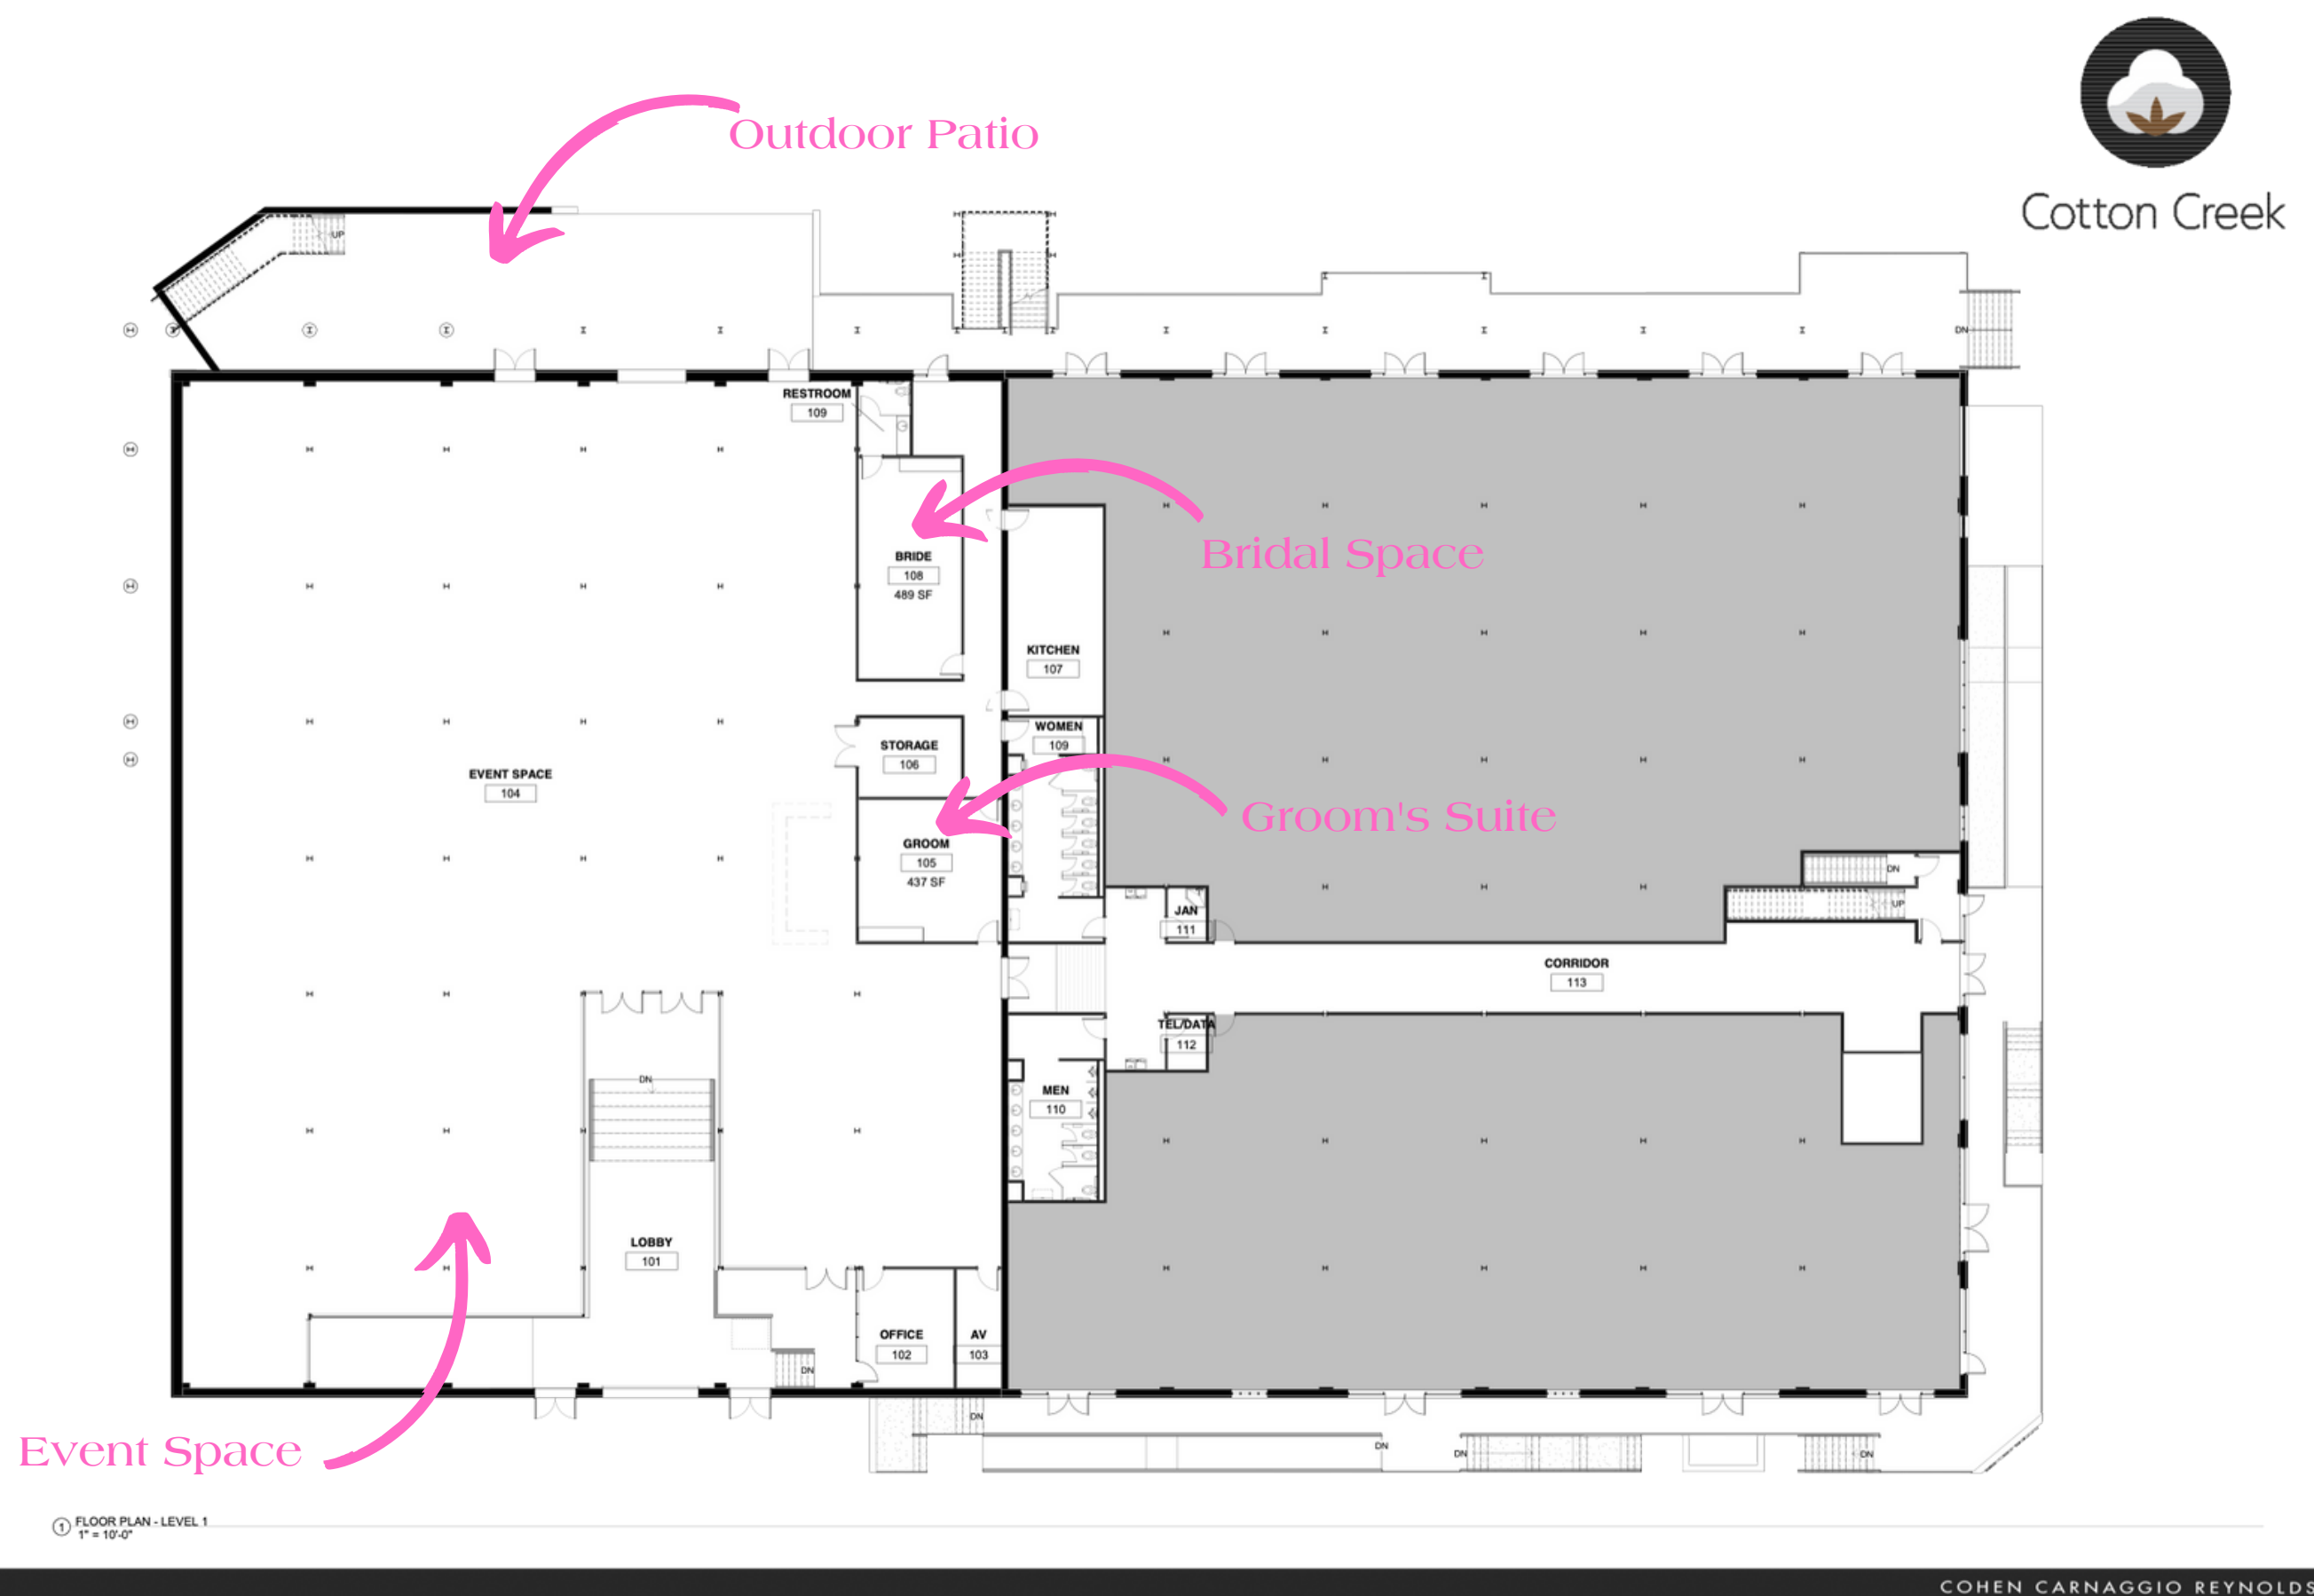 Outdoor Patio
Cotton Creek
UP
DN
RESTROOM
109
Bridal Space
BRIDE
108
489 SF
KITCHEN
107
WOMEN
109
STORAGE
106
EVENT SPACE
104
Groom's Suite
GROOM
105
437 SF
DN
UP
JAN
111
CORRIDOR
113
TEL/DATA
112
DN
MEN
110
LOBBY
101
OFFICE
102
AV
103
DN
DN
DN
DN
DN
Event Space
1
FLOOR PLAN - LEVEL 1
1" = 10'-0"
COHEN CARNAGGIO REYNOLDS